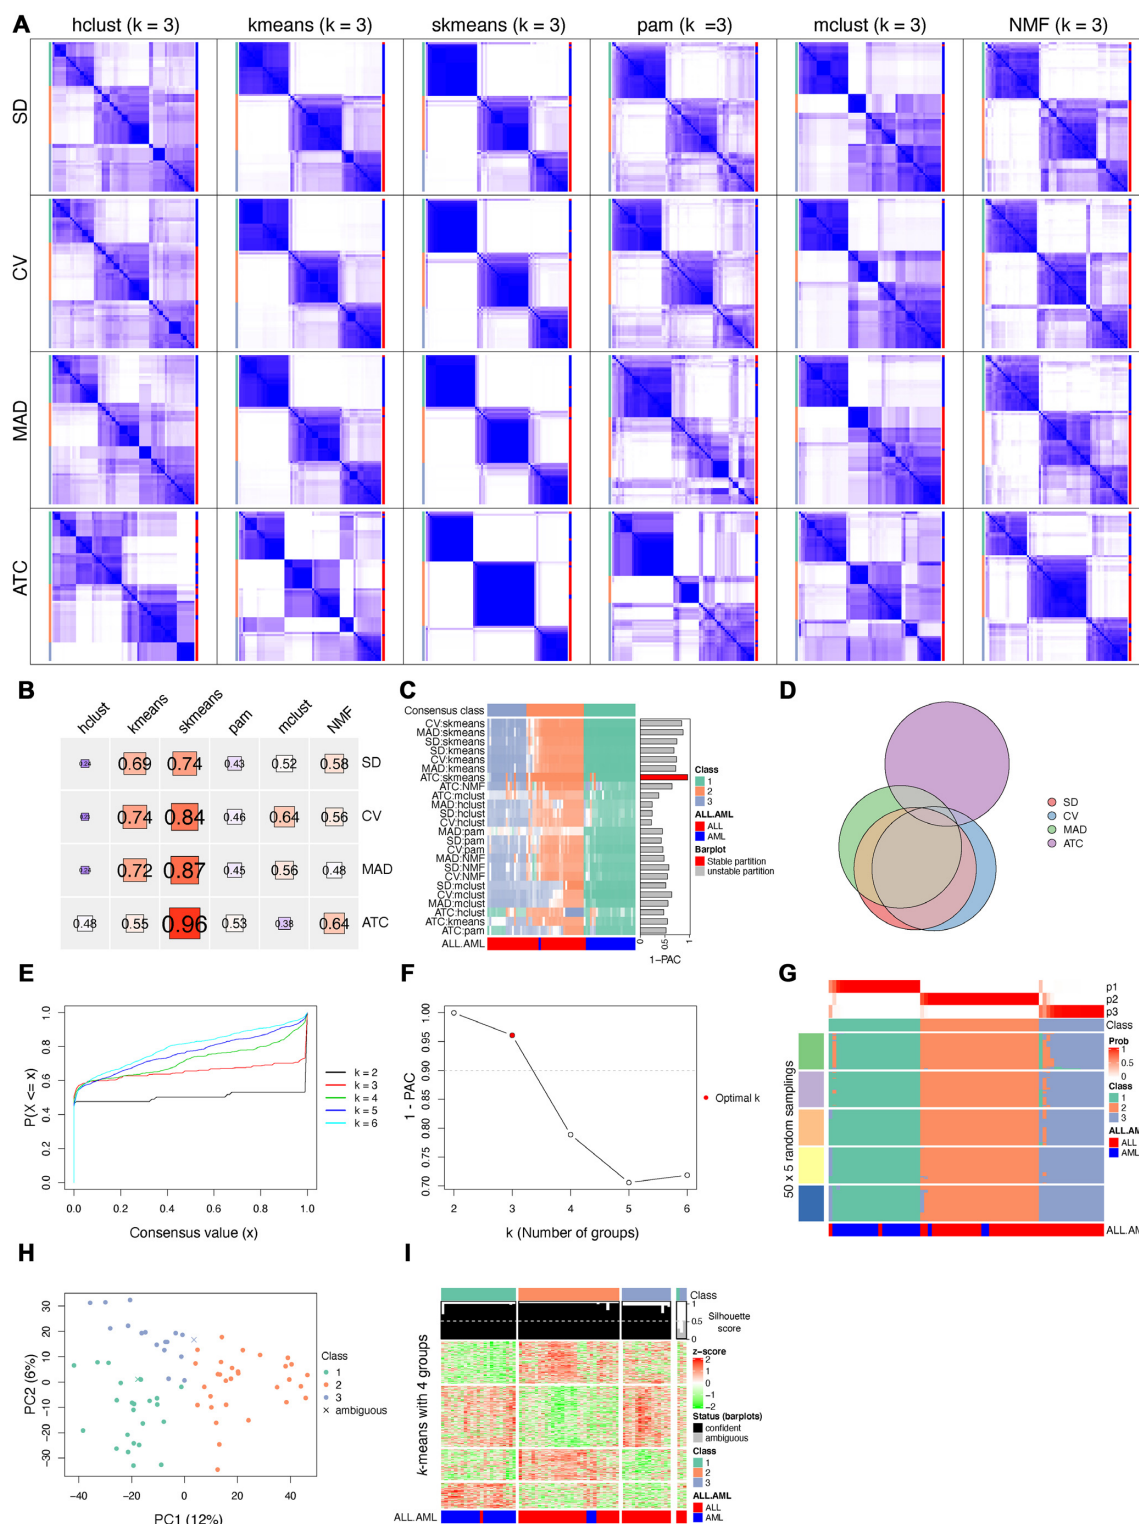 A
hclust (k = 3)
kmeans (k = 3)
skmeans (k = 3)
pam (k =3)
mclust (k = 3)
NMF (k = 3)
SD
CV
MAD
ATC
B
hclust
kmeans
skmeans
pam
mclust
NMF
0.69 0.74 0.43 0.52 0.58 SD
0.74 0.84 0.46 0.64 0.56 CV
0.72 0.87 0.45 0.56 0.48 MAD
0.48 0.55 0.96 0.53 0.38 0.64 ATC
C
Consensus class
CV:skmeans
MAD:skmeans
SD:skmeans
SD:kmeans
CV:kmeans
MAD:kmeans
ATC:skmeans
ATC:NMF
ATC:mclust
MAD:hclust
SD:hclust
CV:hclust
MAD:pam
SD:pam
CV:pam
MAD:NMF
SD:NMF
CV:NMF
SD:mclust
CV:mclust
MAD:mclust
ATC:hclust
ATC:kmeans
ATC:pam
ALL.AML
0 0.5 1
1−PAC
Class
1
2
3
ALL.AML
ALL
AML
Barplot
Stable partition
unstable partition
D
SD
CV
MAD
ATC
E
P(X <= x)
0.0 0.2 0.4 0.6 0.8 1.0
0.0 0.2 0.4 0.6 0.8 1.0
Consensus value (x)
k = 2
k = 3
k = 4
k = 5
k = 6
F
1 - PAC
0.70 0.75 0.80 0.85 0.90 0.95 1.00
2 3 4 5 6
k (Number of groups)
Optimal k
G
p1
p2
p3
Class
50 x 5 random samplings
Prob
1
0.5
0
Class
1
2
3
ALL.AM
ALL
AML
ALL.AM
H
PC2 (6%)
−30 −20 −10 0 10 20 30
−40 −20 0 20 40
PC1 (12%)
Class
1
2
3
ambiguous
I
Class
1
0.5
0
Silhouette
score
k-means with 4 groups
z−score
2
1
0
−1
−2
Status (barplots)
confident
ambiguous
Class
1
2
3
ALL.AML
ALL
AML
ALL.AML